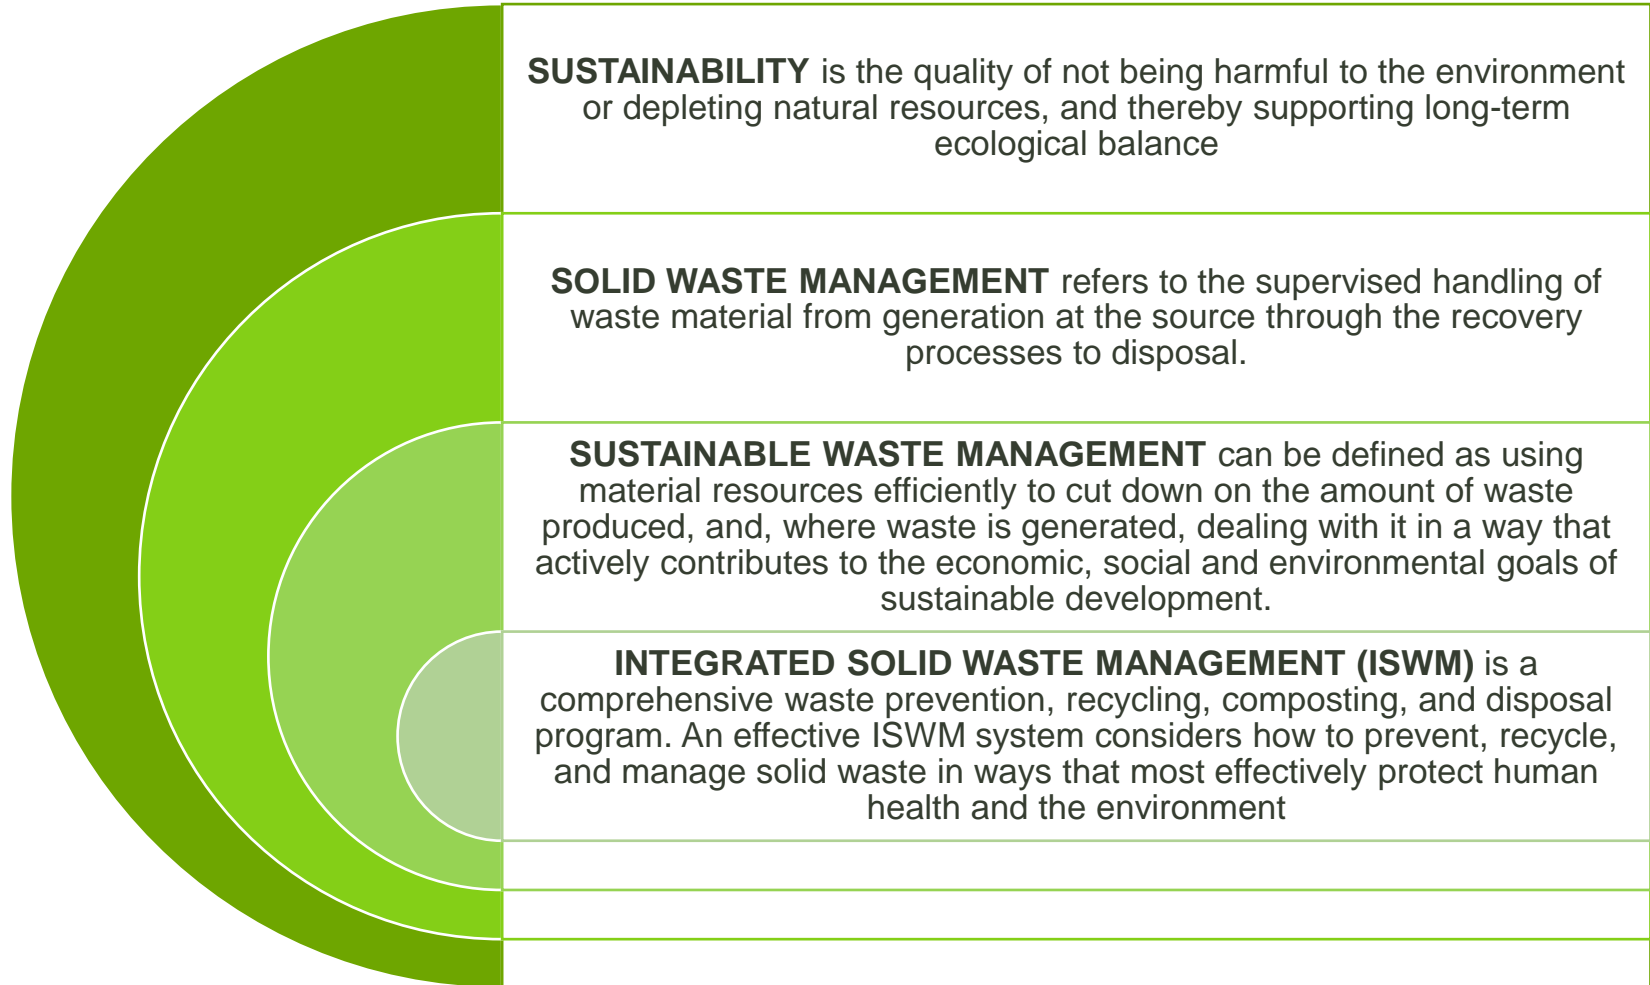 SUSTAINABILITY is the quality of not being harmful to the environment
or depleting natural resources, and thereby supporting long-term
ecological balance
SOLID WASTE MANAGEMENT refers to the supervised handling of
waste material from generation at the source through the recovery
processes to disposal.
SUSTAINABLE WASTE MANAGEMENT can be defined as using
material resources efficiently to cut down on the amount of waste
produced, and, where waste is generated, dealing with it in a way that
actively contributes to the economic, social and environmental goals of
sustainable development.
INTEGRATED SOLID WASTE MANAGEMENT (ISWM) is a
comprehensive waste prevention, recycling, composting, and disposal
program. An effective ISWM system considers how to prevent, recycle,
and manage solid waste in ways that most effectively protect human
health and the environment